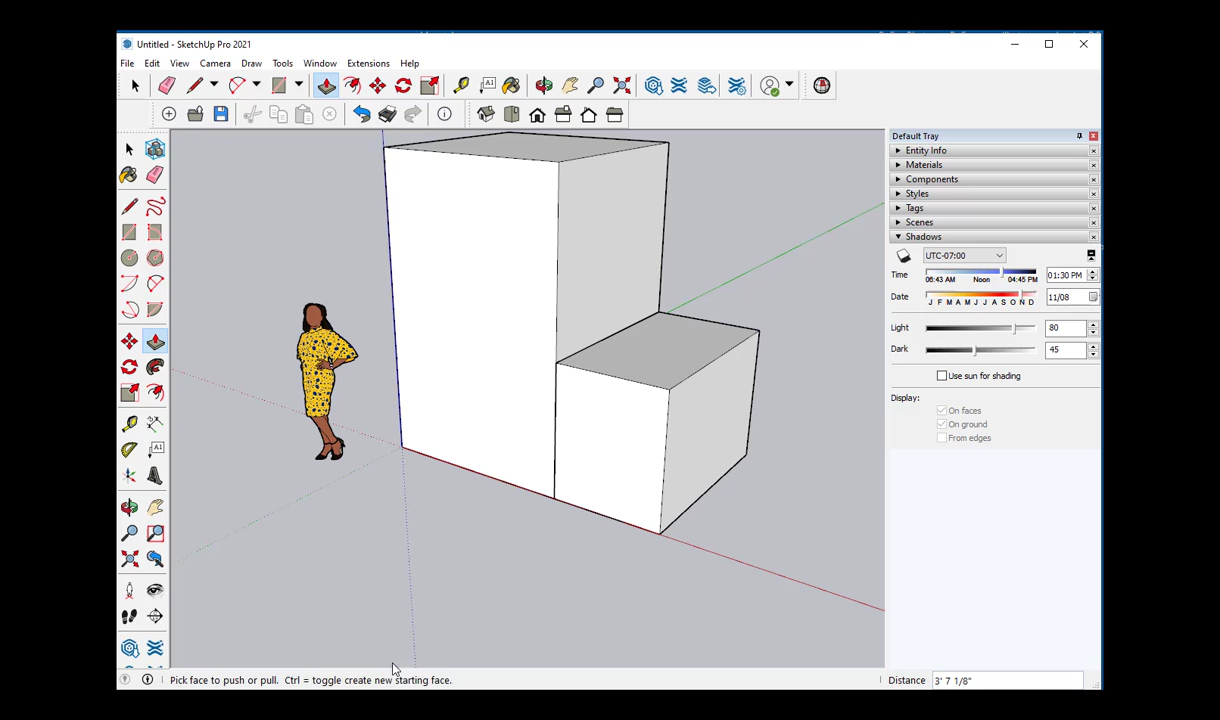 Untitled - SketchUp Pro 2021
File Edit View Camera Draw Tools Window Extensions Help
A1
Default Tray
Entity Info
Materials
Components
Styles
Tags
Scenes
Shadows
UTC-07:00
Time 06:43 AM Noon 04:45 PM 01:30 PM
Date J F M A M J J A S O N D 11/08
Light 80
Dark 45
Use sun for shading
Display:
On faces
On ground
From edges
A1
Pick face to push or pull. Ctrl = toggle create new starting face.
Distance 3' 7 1/8"